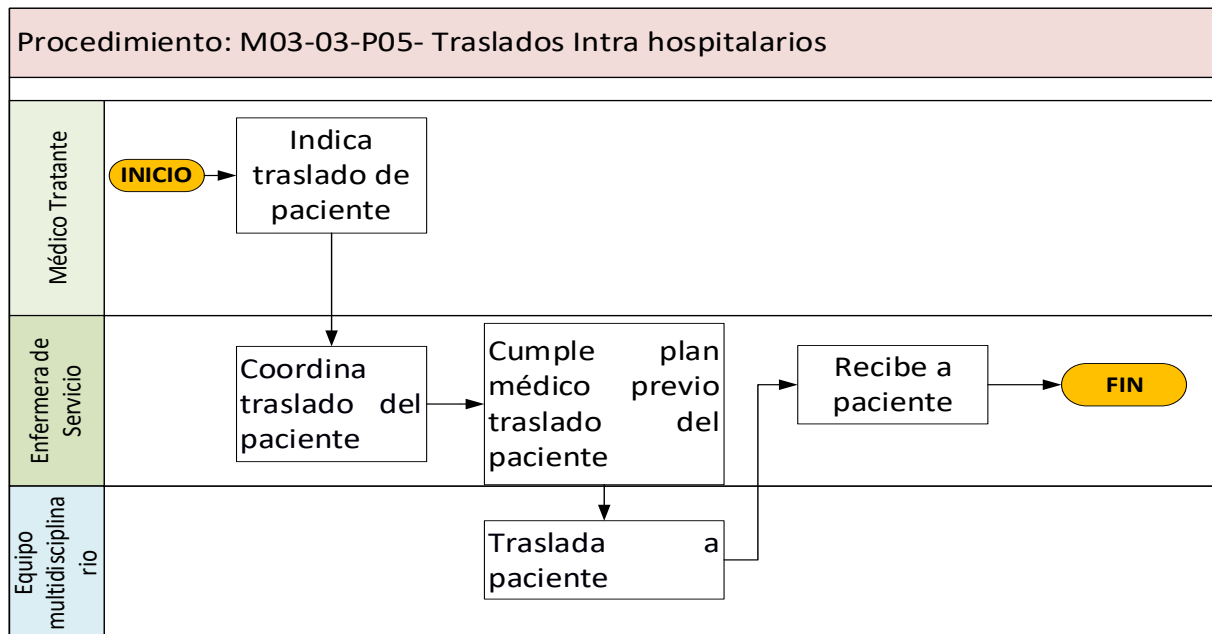 Procedimiento: M03-03-P05- Traslados Intra hospitalarios
Médico Tratante
INICIO
Indica
traslado de
paciente
Enfermera de
Servicio
Coordina
traslado del
paciente
Cumple plan
médico previo
traslado del
paciente
Recibe a
paciente
FIN
Equipo
multidisciplina
rio
Traslada a
paciente